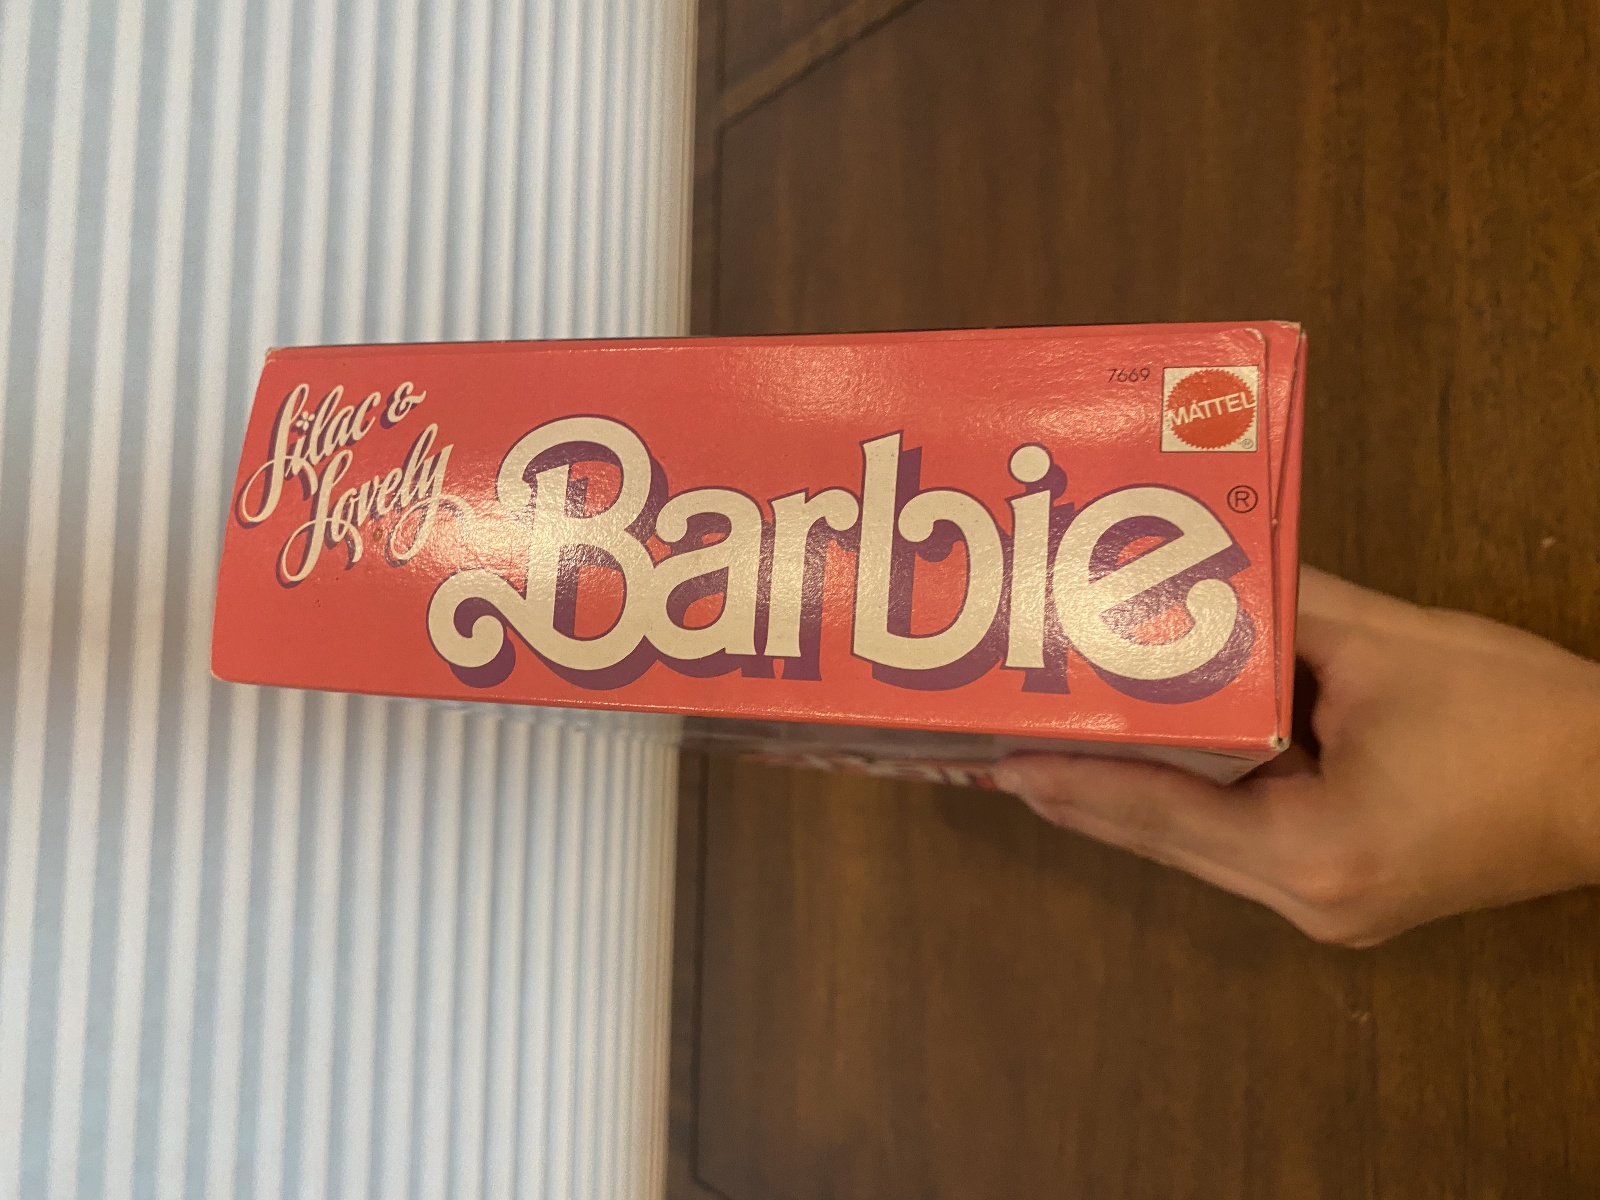 Lilac &
Lovely
Barbie ®
7669
MATTEL